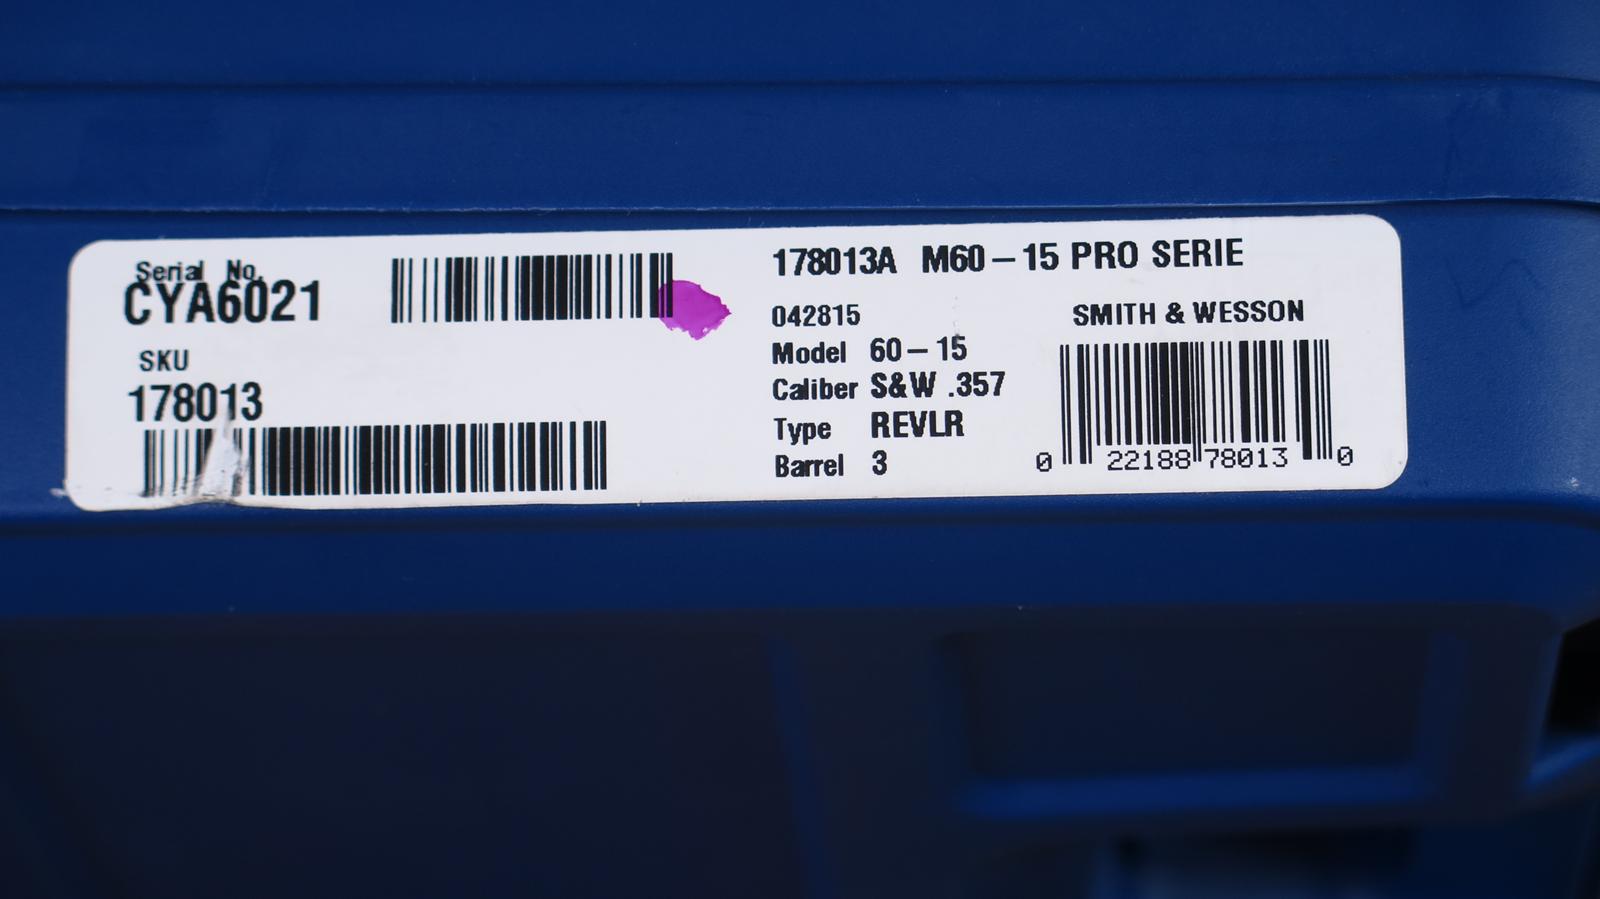 Serial No.
CYA6021
SKU
178013
178013A M60-15 PRO SERIE
042815
SMITH & WESSON
Model 60-15
Caliber S&W .357
Type REVLR
Barrel 3
0 22188 78013 0